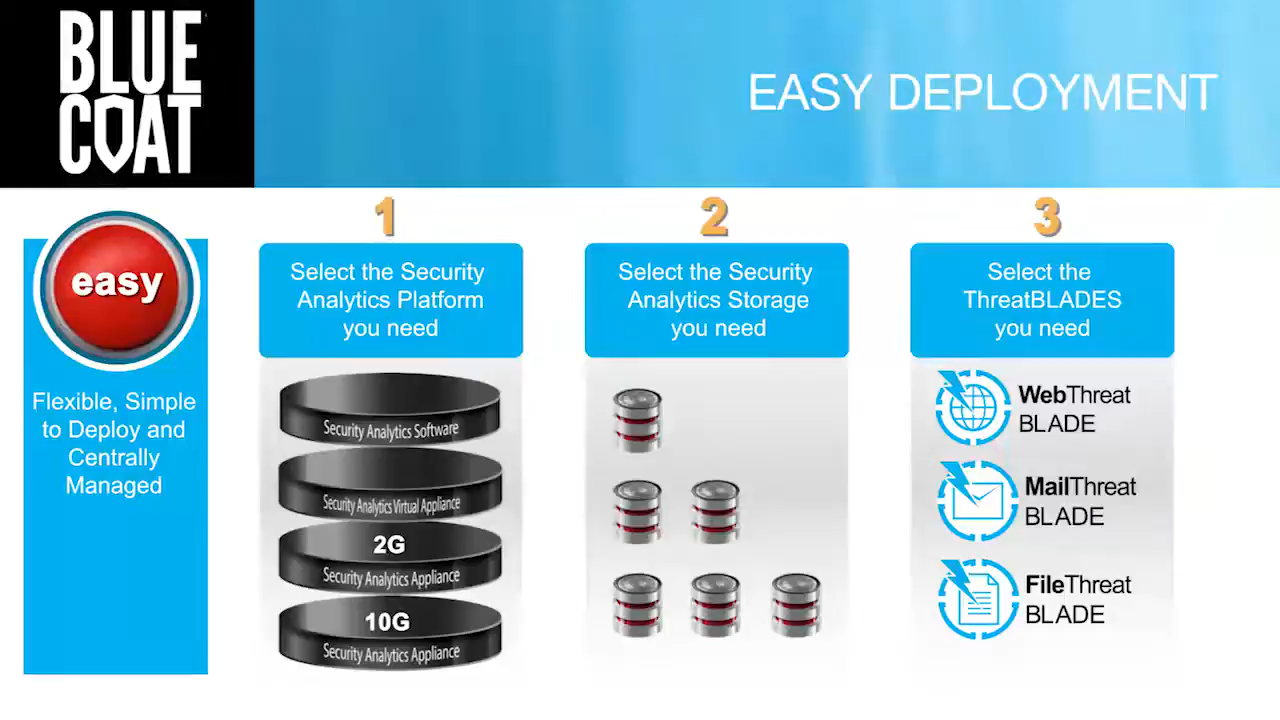 BLUE
COAT
EASY DEPLOYMENT
easy
Flexible, Simple
to Deploy and
Centrally
Managed
1
Select the Security
Analytics Platform
you need
Security Analytics Software
Security Analytics Virtual Appliance
2G
Security Analytics Appliance
10G
Security Analytics Appliance
2
Select the Security
Analytics Storage
you need
3
Select the
ThreatBLADES
you need
WebThreat
BLADE
MailThreat
BLADE
FileThreat
BLADE